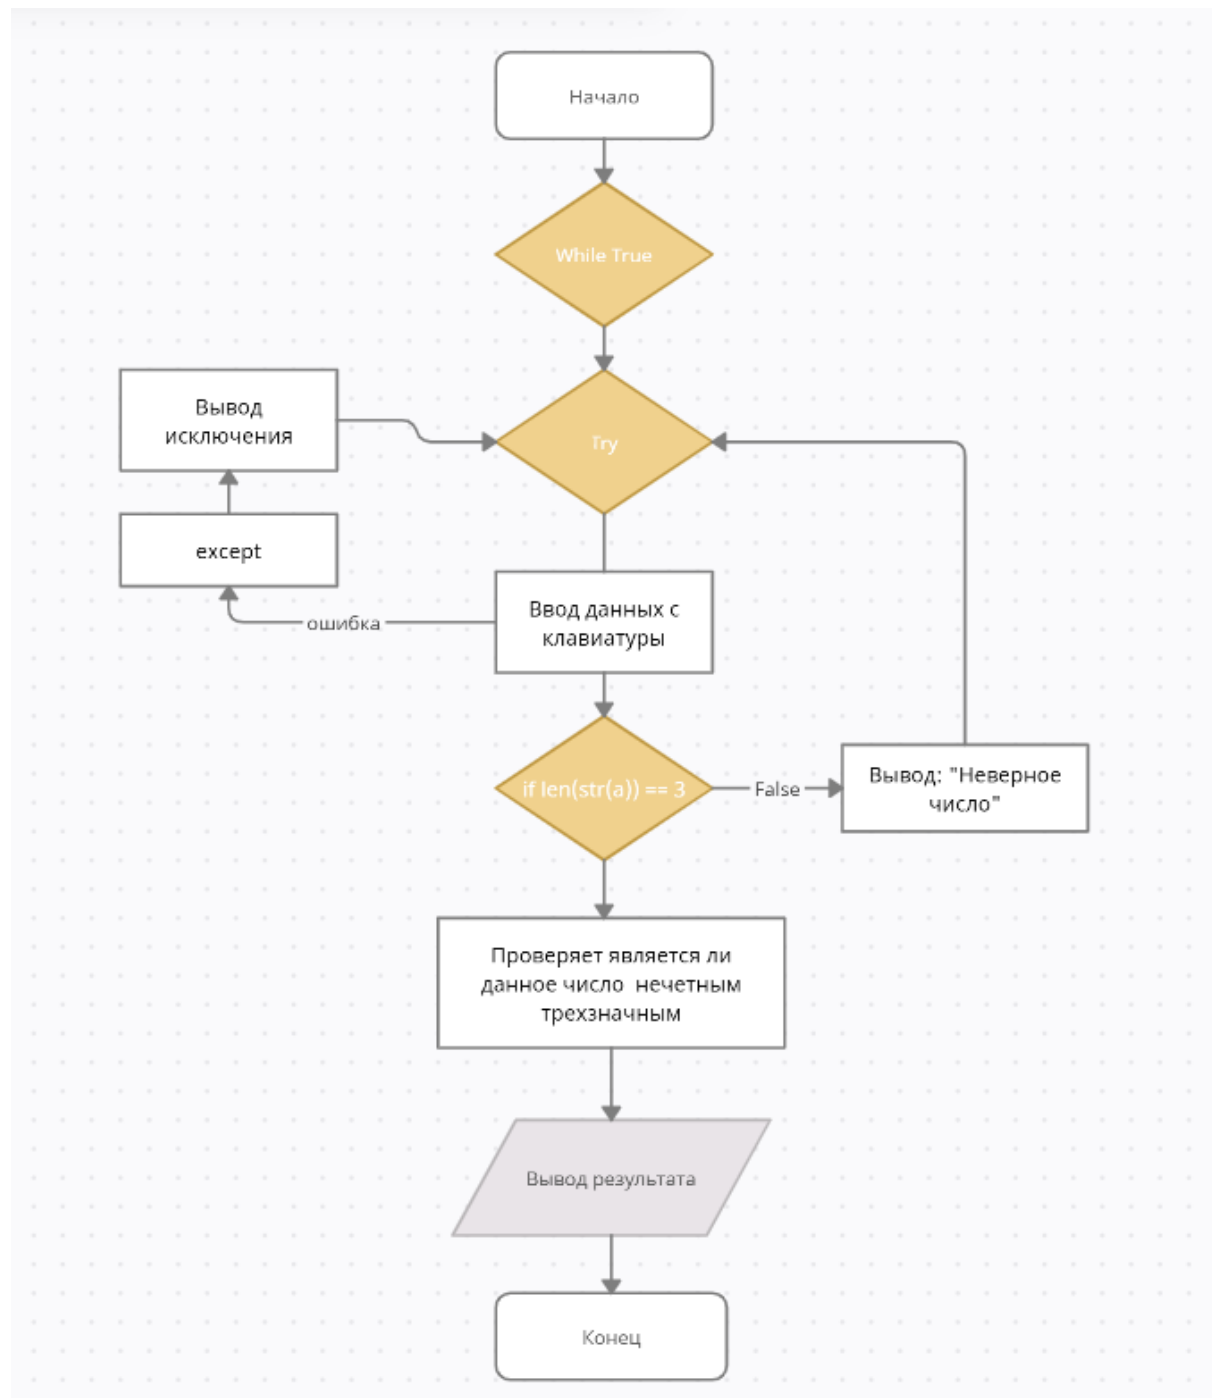 Начало
While True
Вывод
исключения
Try
except
Ввод данных с
клавиатуры
ошибка
if len(str(a)) == 3
False
Вывод: "Неверное
число"
Проверяет является ли
данное число нечетным
трехзначным
Вывод результата
Конец